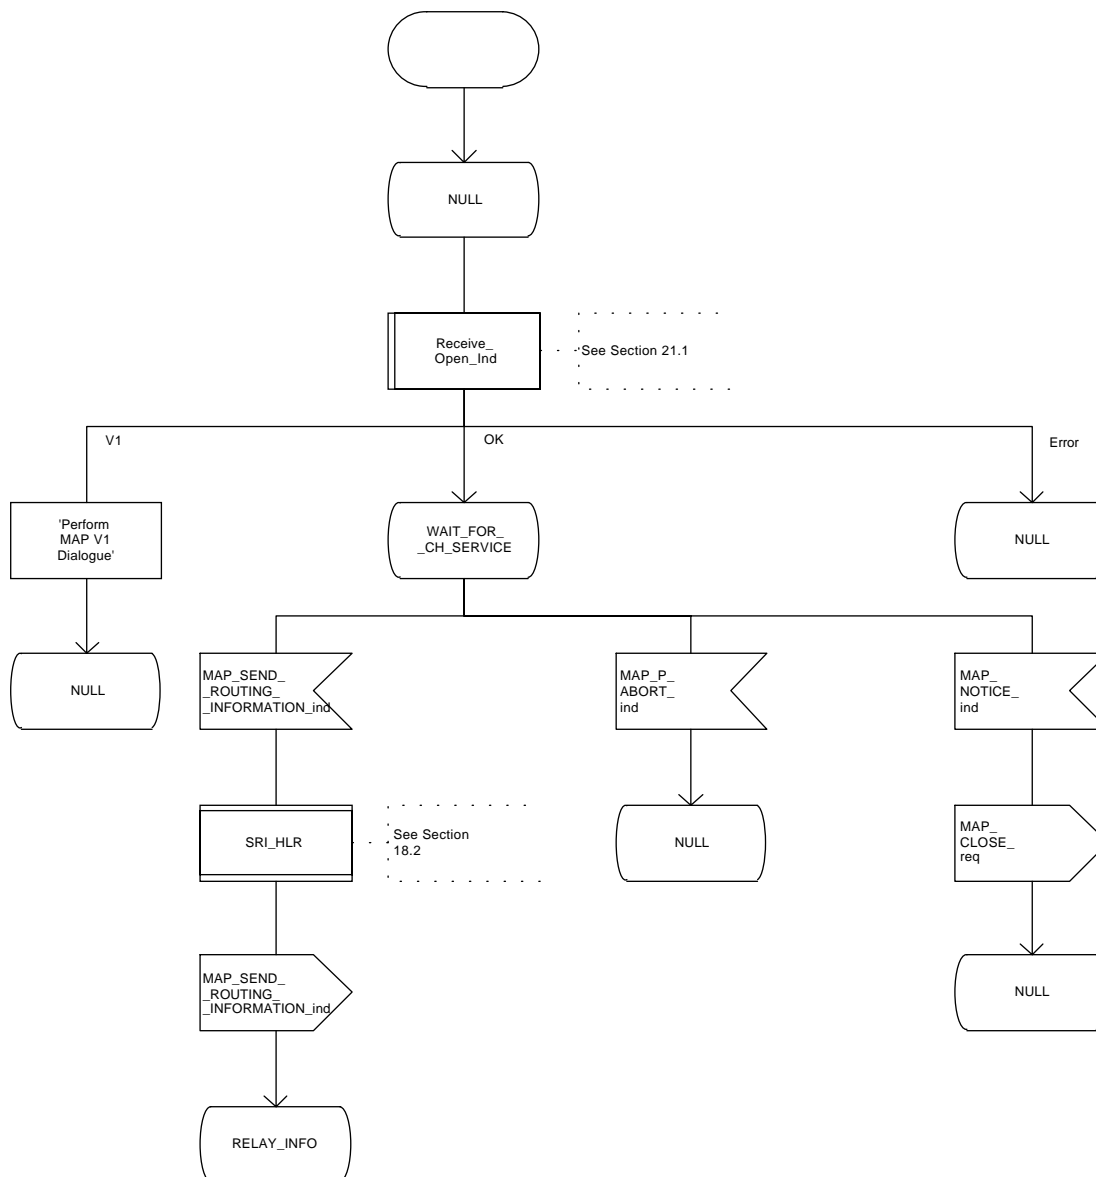 NULL
Receive_
Open_Ind
See Section 21.1
V1
OK
Error
'Perform
MAP V1
Dialogue'
WAIT_FOR_
_CH_SERVICE
NULL
NULL
MAP_SEND_
_ROUTING_
_INFORMATION_ind
MAP_P_
ABORT_
ind
MAP_
NOTICE_
ind
SRI_HLR
See Section
18.2
NULL
MAP_
CLOSE_
req
MAP_SEND_
_ROUTING_
_INFORMATION_ind
NULL
RELAY_INFO